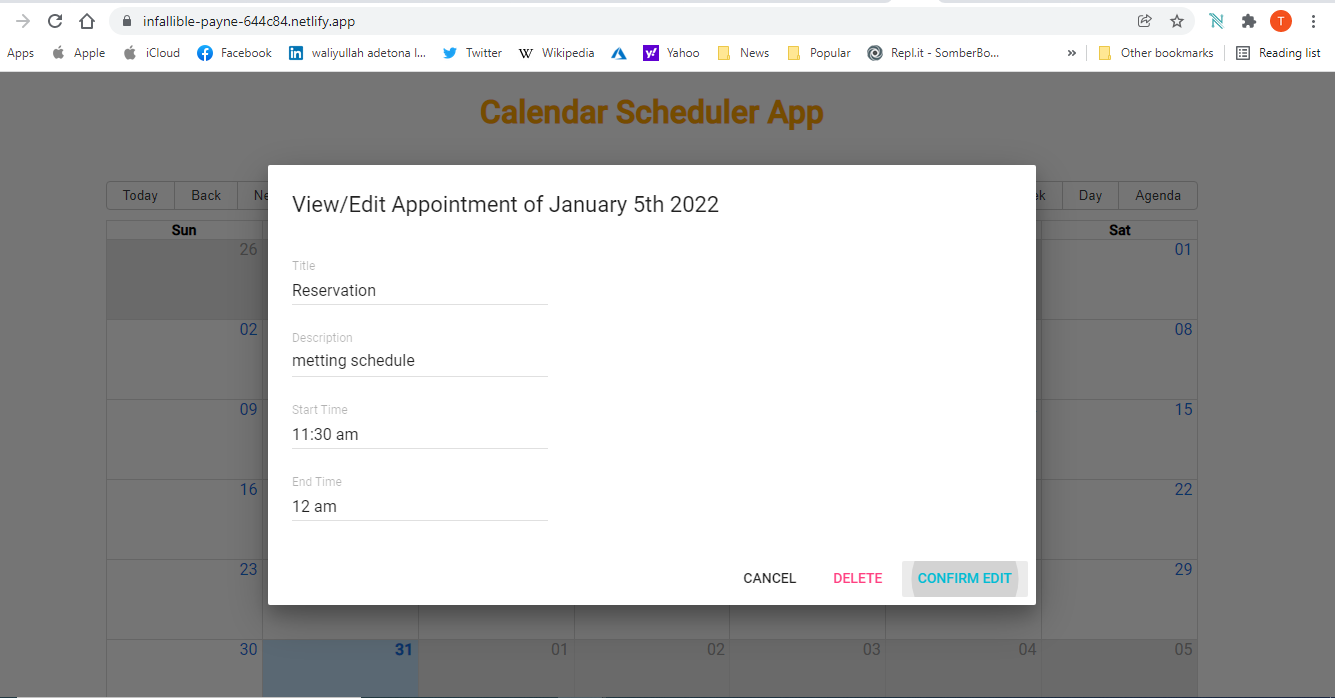 infallible-payne-644c84.netlify.app
T
Apps Apple iCloud Facebook waliyullah adetona l... Twitter Wikipedia Yahoo News Popular Repl.it - SomberBo... » Other bookmarks Reading list
Calendar Scheduler App
Today Back Ne ek Day Agenda
View/Edit Appointment of January 5th 2022
Sun Sat
26 01
Title
Reservation
02 08
Description
metting schedule
09 15
Start Time
11:30 am
16 22
End Time
12 am
23 29
CANCEL DELETE CONFIRM EDIT
30 31 01 02 03 04 05